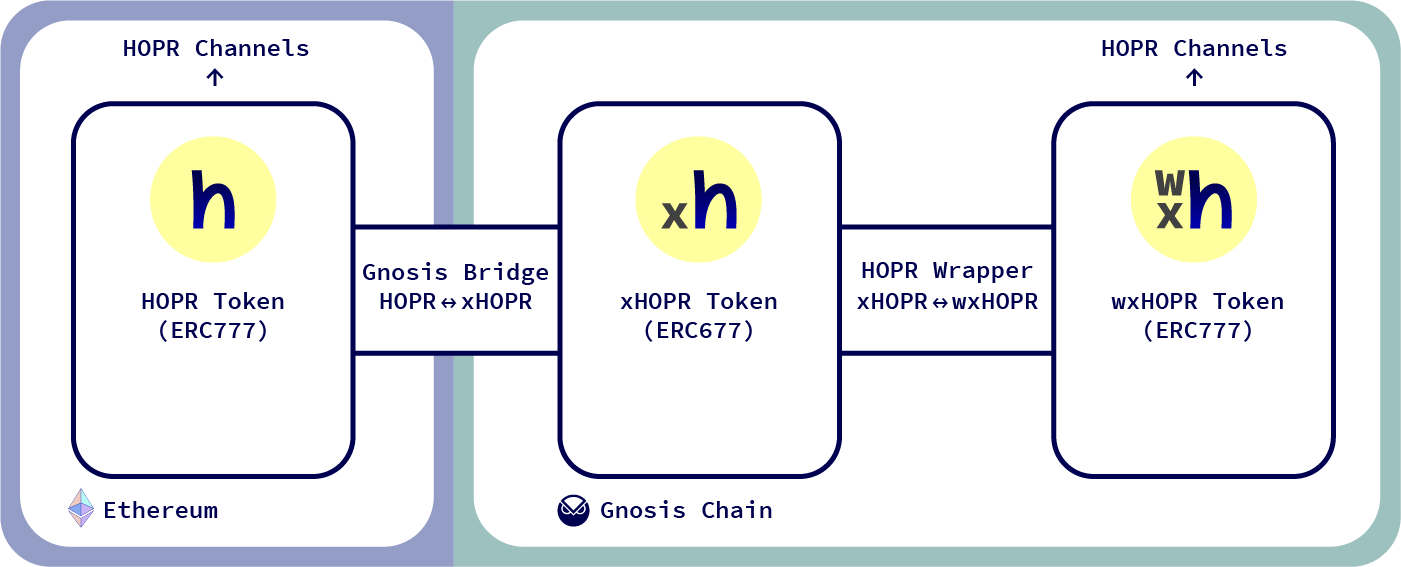 HOPR Channels
↑
h
HOPR Token
(ERC777)
Ethereum
Gnosis Bridge
HOPR↔xHOPR
xh
xHOPR Token
(ERC677)
Gnosis Chain
HOPR Wrapper
xHOPR↔wxHOPR
HOPR Channels
↑
wxh
wxHOPR Token
(ERC777)